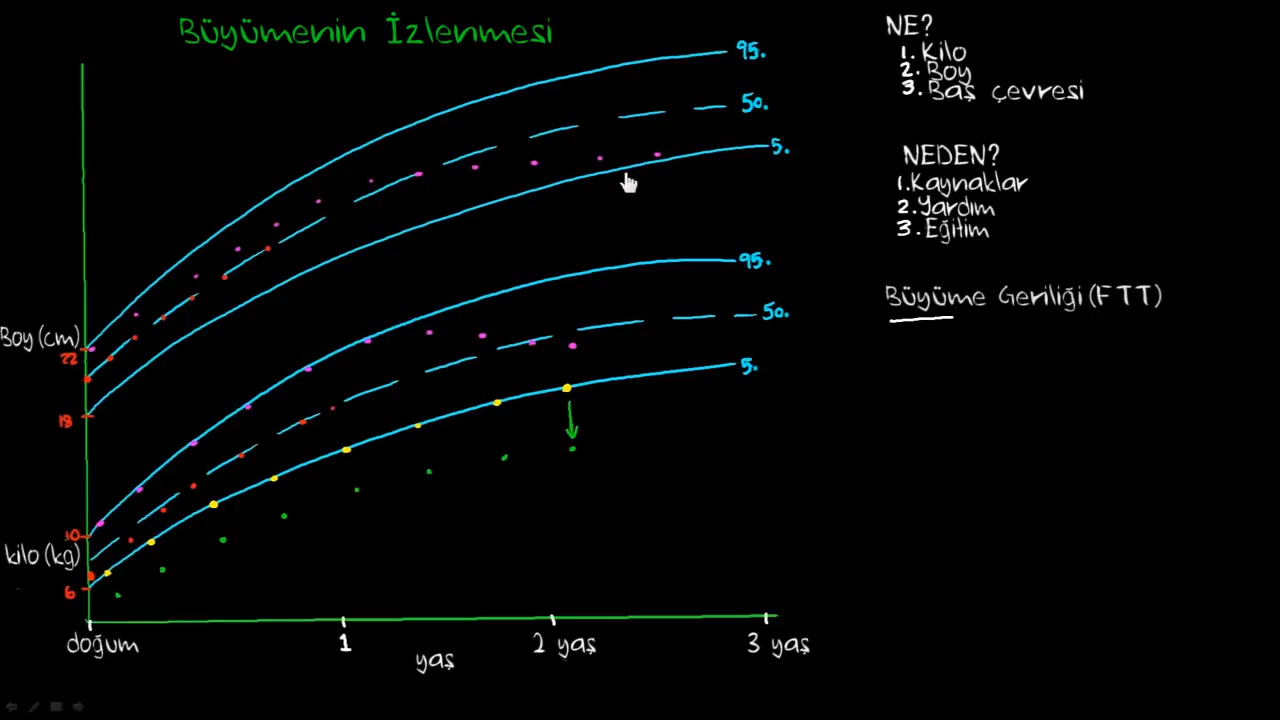 Büyümenin İzlenmesi
95.
50.
5.
95.
50.
5.
Boy (cm)
22
18
10
kilo (kg)
6
doğum
1
2 yaş
3 yaş
yaş
NE?
1. Kilo
2. Boy
3. Baş çevresi
NEDEN?
1. Kaynaklar
2. Yardım
3. Eğitim
Büyüme Geriliği (FTT)